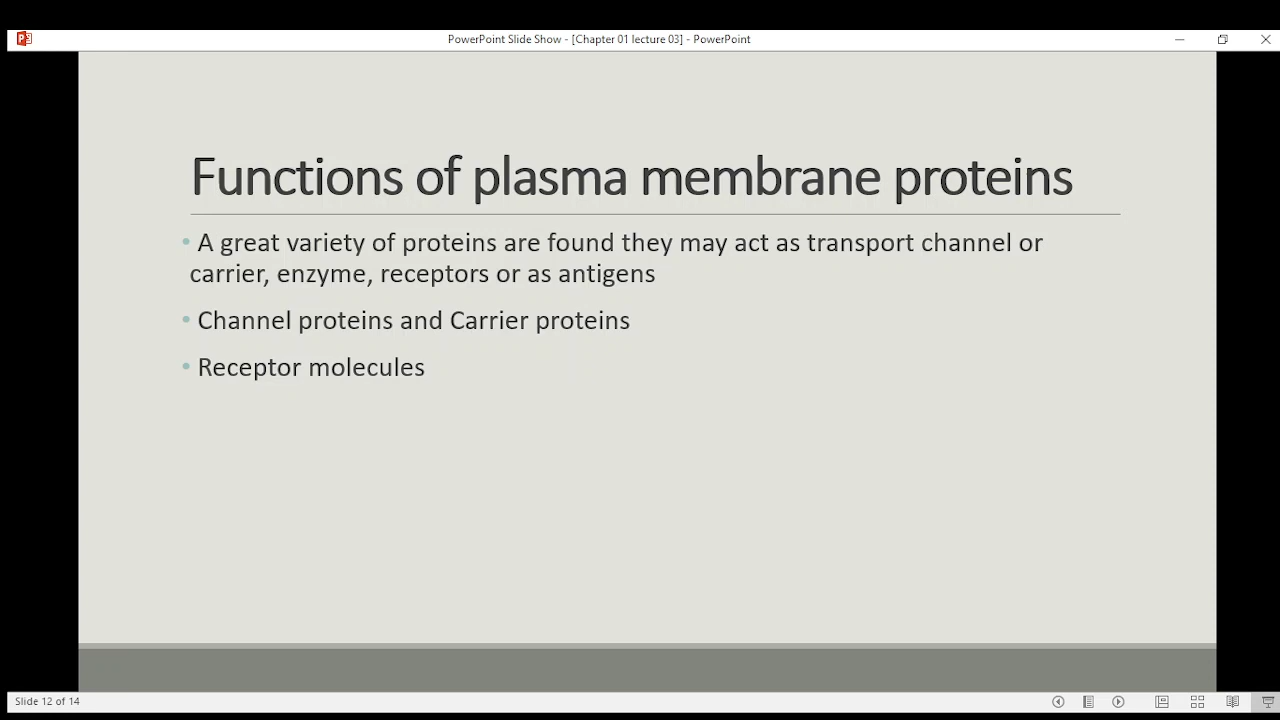 PowerPoint Slide Show - [Chapter 01 lecture 03] - PowerPoint
Functions of plasma membrane proteins
• A great variety of proteins are found they may act as transport channel or
carrier, enzyme, receptors or as antigens
• Channel proteins and Carrier proteins
• Receptor molecules
Slide 12 of 14